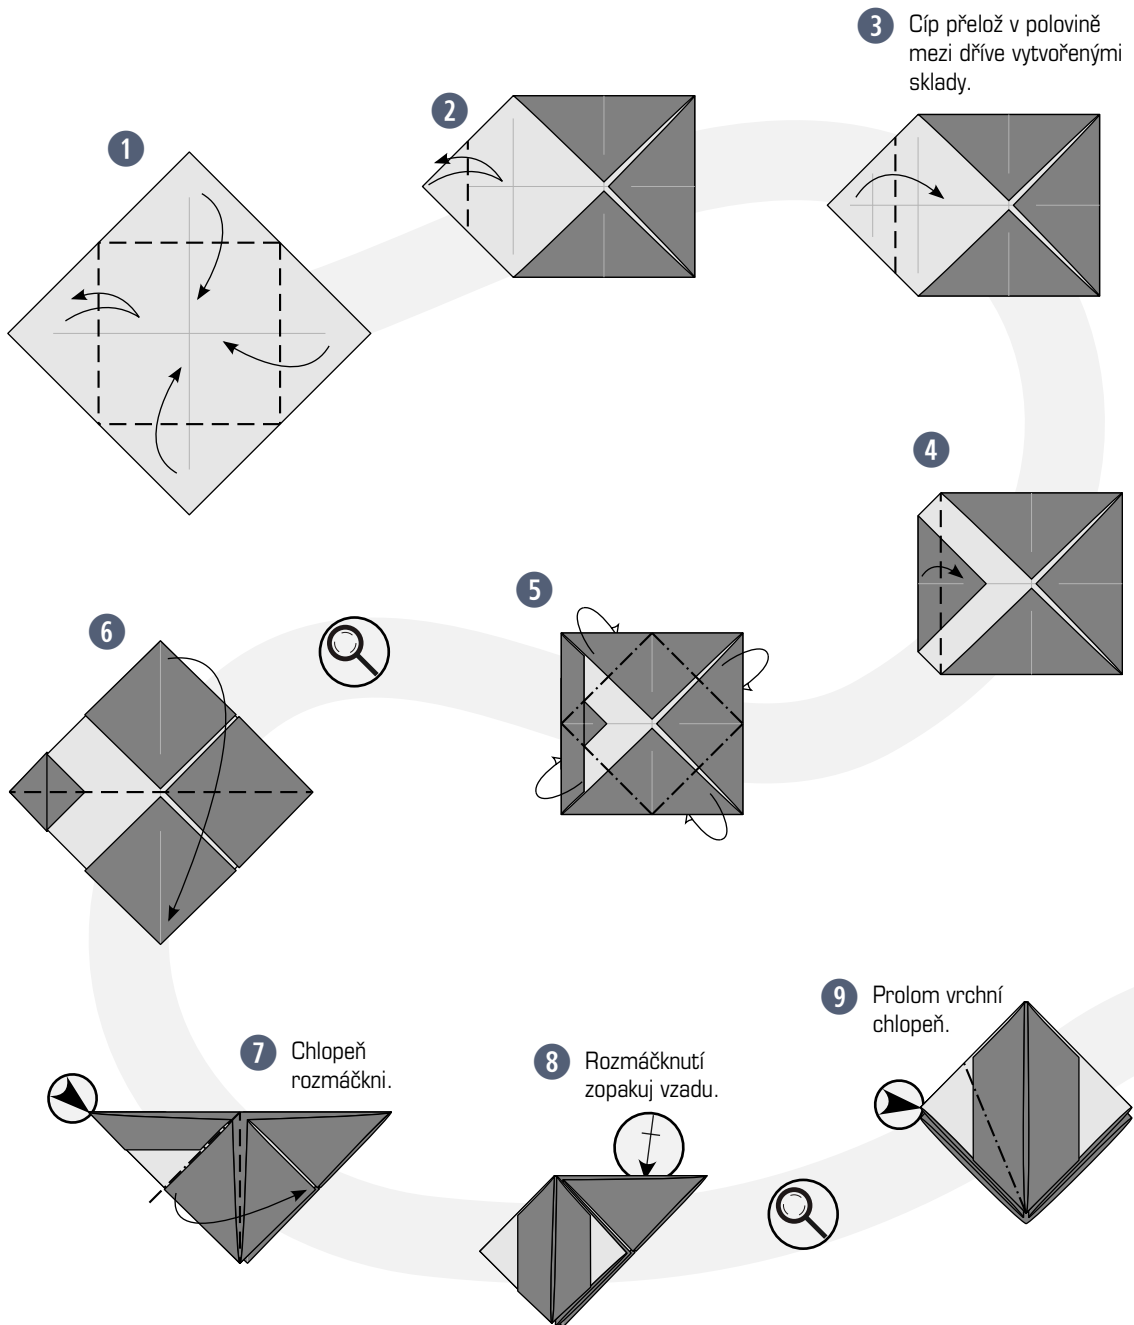 1
2
3 Cíp přelož v polovině
mezi dříve vytvořenými
sklady.
4
5
6
7 Chlopeň
rozmáčkni.
8 Rozmáčknutí
zopakuj vzadu.
9 Prolom vrchní
chlopeň.